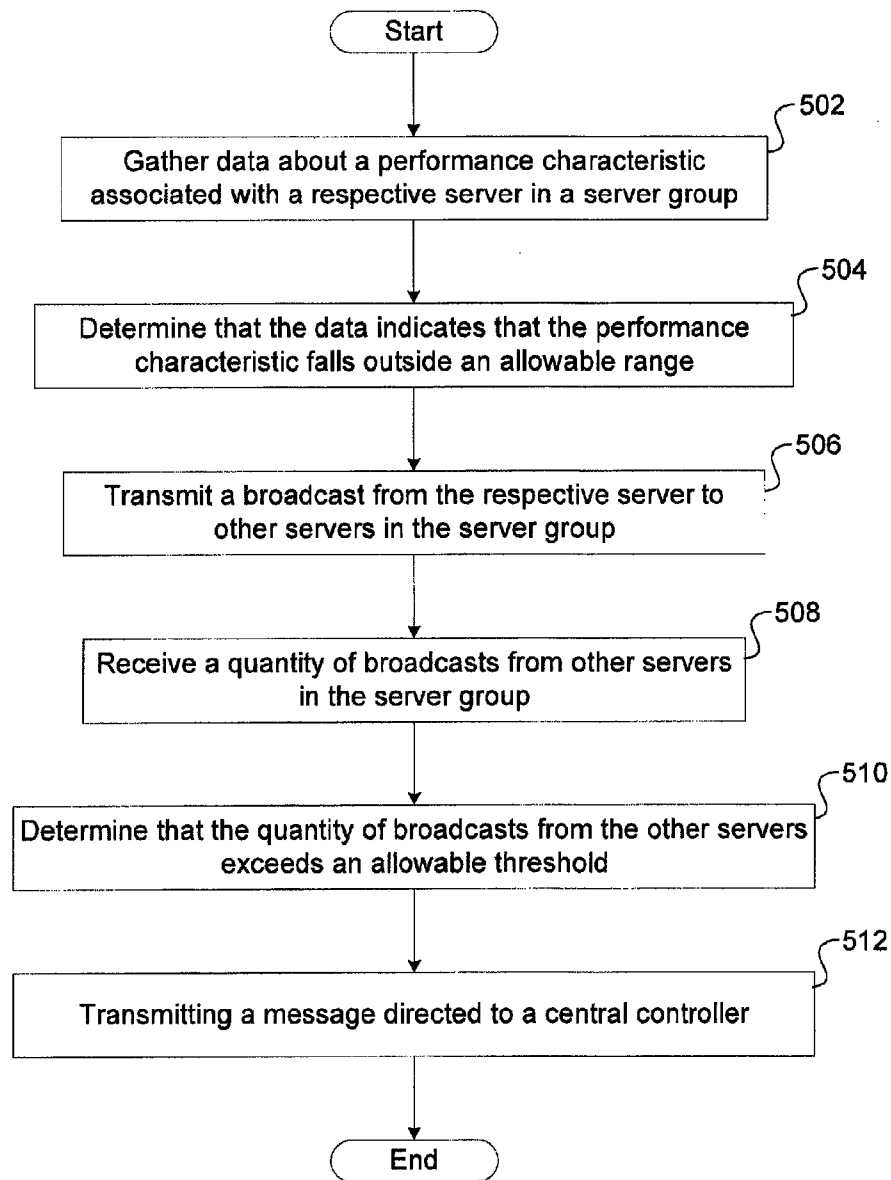 Start
502
Gather data about a performance characteristic
associated with a respective server in a server group
504
Determine that the data indicates that the performance
characteristic falls outside an allowable range
506
Transmit a broadcast from the respective server to
other servers in the server group
508
Receive a quantity of broadcasts from other servers
in the server group
510
Determine that the quantity of broadcasts from the other servers
exceeds an allowable threshold
512
Transmitting a message directed to a central controller
End